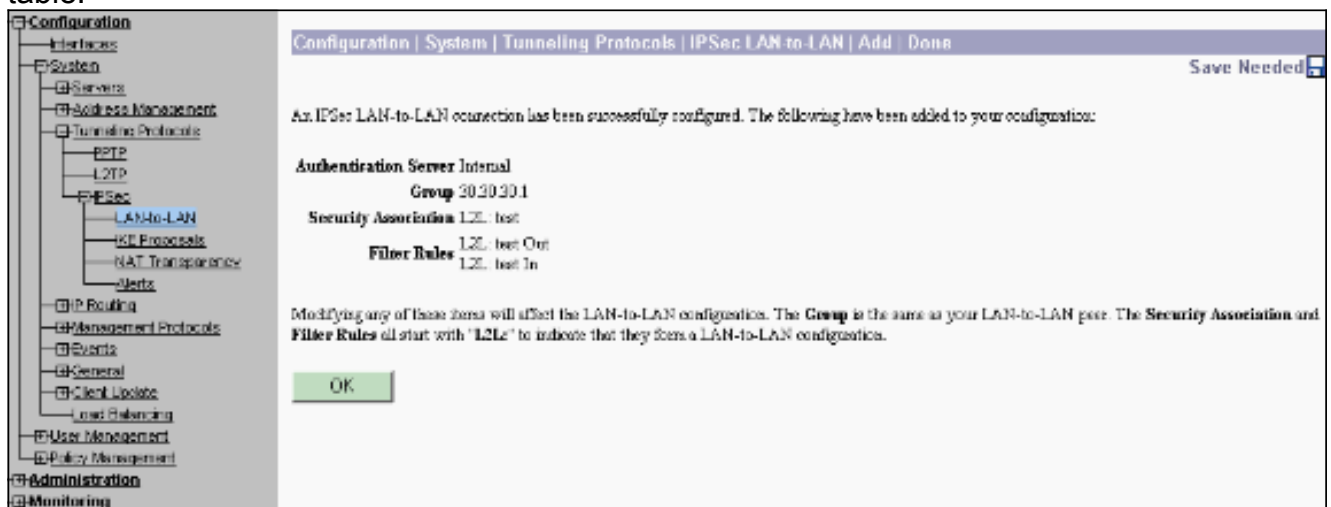 table.
Configuration
Interfaces
System
Servers
Address Management
Tunneling Protocols
PPTP
L2TP
IPSec
LAN-to-LAN
IKE Proposals
NAT Transparency
Alerts
IP Routing
Management Protocols
Events
General
Client Update
Load Balancing
User Management
Policy Management
Administration
Monitoring
Configuration | System | Tunneling Protocols | IPSec LAN-to-LAN | Add | Done
Save Needed
An IPSec LAN-to-LAN connection has been successfully configured. The following have been added to your configuration:
Authentication Server Internal
Group 30.30.30.1
Security Association L2L: test
Filter Rules L2L: test Out
L2L: test In
Modifying any of these items will affect the LAN-to-LAN configuration. The Group is the same as your LAN-to-LAN peer. The Security Association and
Filter Rules all start with "L2L:" to indicate that they form a LAN-to-LAN configuration.
OK